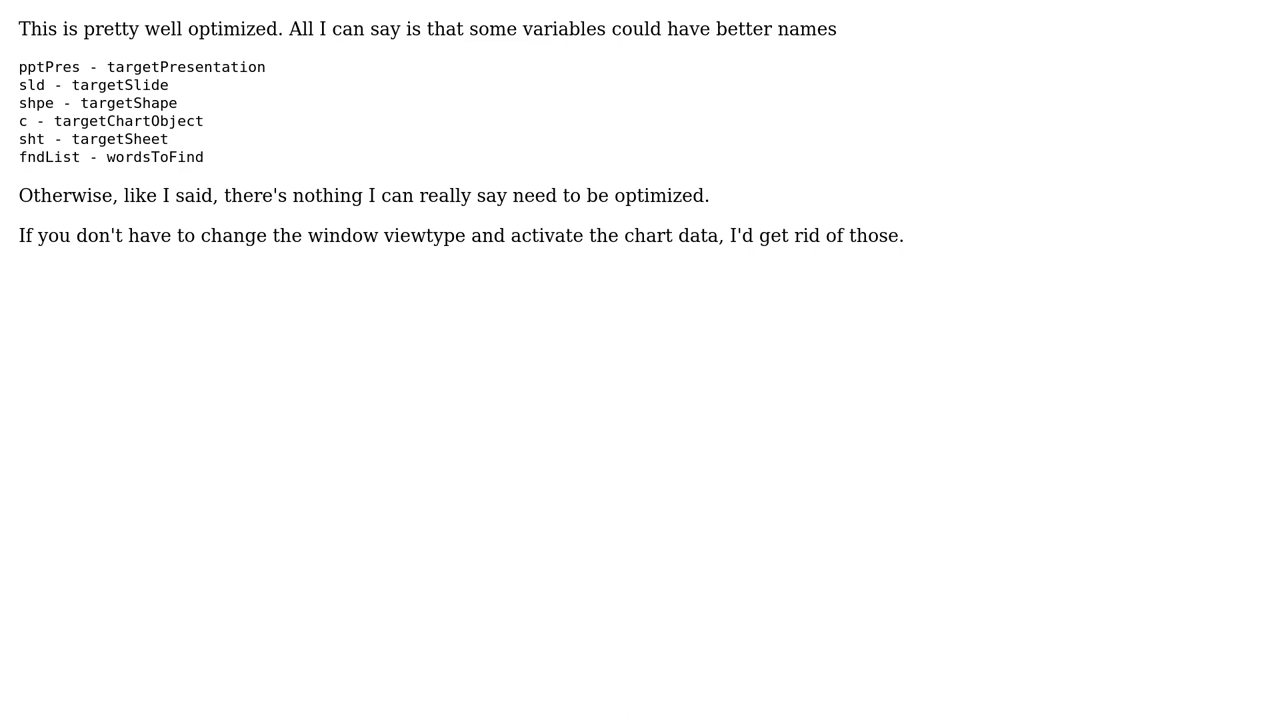 This is pretty well optimized. All I can say is that some variables could have better names
pptPres - targetPresentation
sld - targetSlide
shpe - targetShape
c - targetChartObject
sht - targetSheet
fndList - wordsToFind
Otherwise, like I said, there's nothing I can really say need to be optimized.
If you don't have to change the window viewtype and activate the chart data, I'd get rid of those.